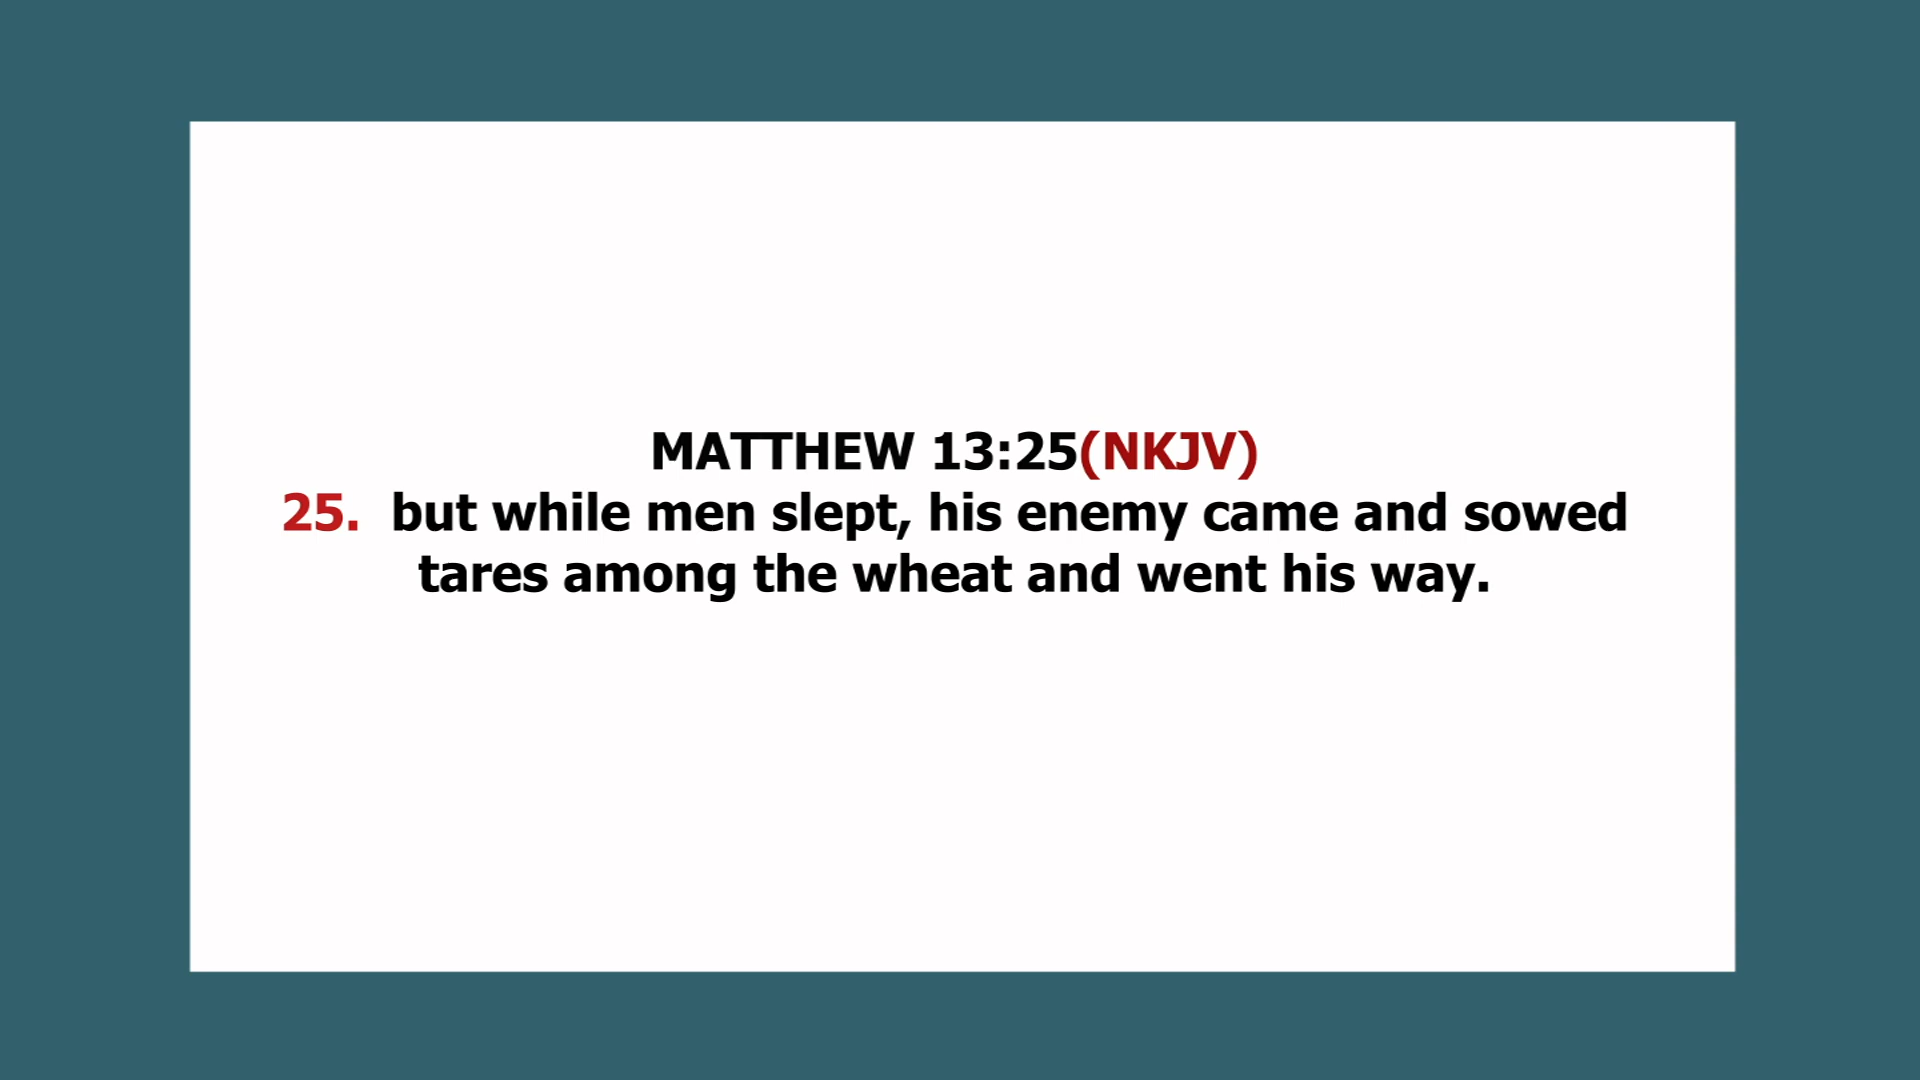 MATTHEW 13:25(NKJV)
25. but while men slept, his enemy came and sowed
tares among the wheat and went his way.